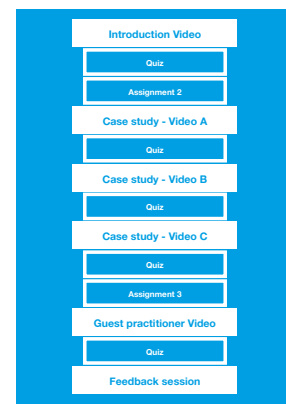 Introduction Video
Quiz
Assignment 2
Case study - Video A
Quiz
Case study - Video B
Quiz
Case study - Video C
Quiz
Assignment 3
Guest practitioner Video
Quiz
Feedback session